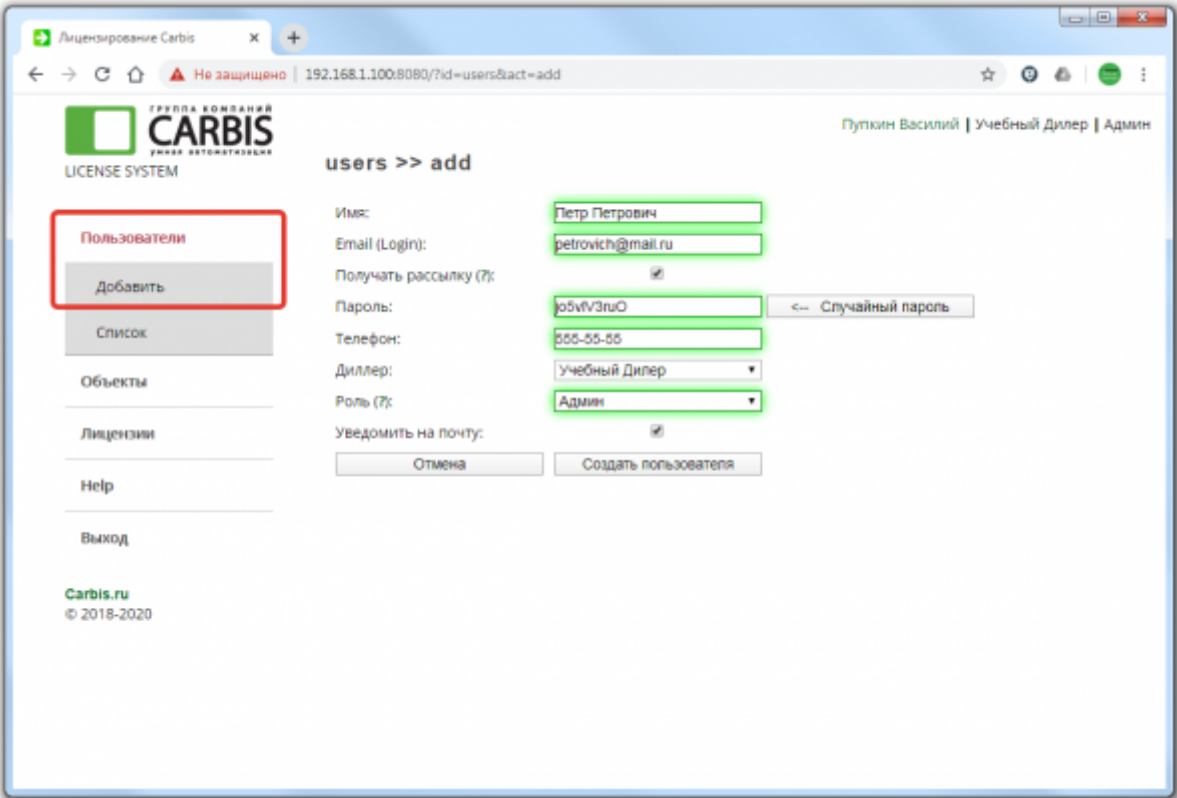 Лицензирование Carbis
Не защищено 192.168.1.100:8080/?id=users&act=add
ГРУППА КОМПАНИЙ
CARBIS
умная автоматизация
LICENSE SYSTEM
Пупкин Василий | Учебный Дилер | Админ
users >> add
Пользователи
Добавить
Список
Объекты
Лицензии
Help
Выход
Carbis.ru
© 2018-2020
Имя: Петр Петрович
Email (Login): petrovich@mail.ru
Получать рассылку (?):
Пароль: jo5vlV3ruO <-- Случайный пароль
Телефон: 555-55-55
Диллер: Учебный Дилер
Роль (?): Админ
Уведомить на почту:
Отмена Создать пользователя